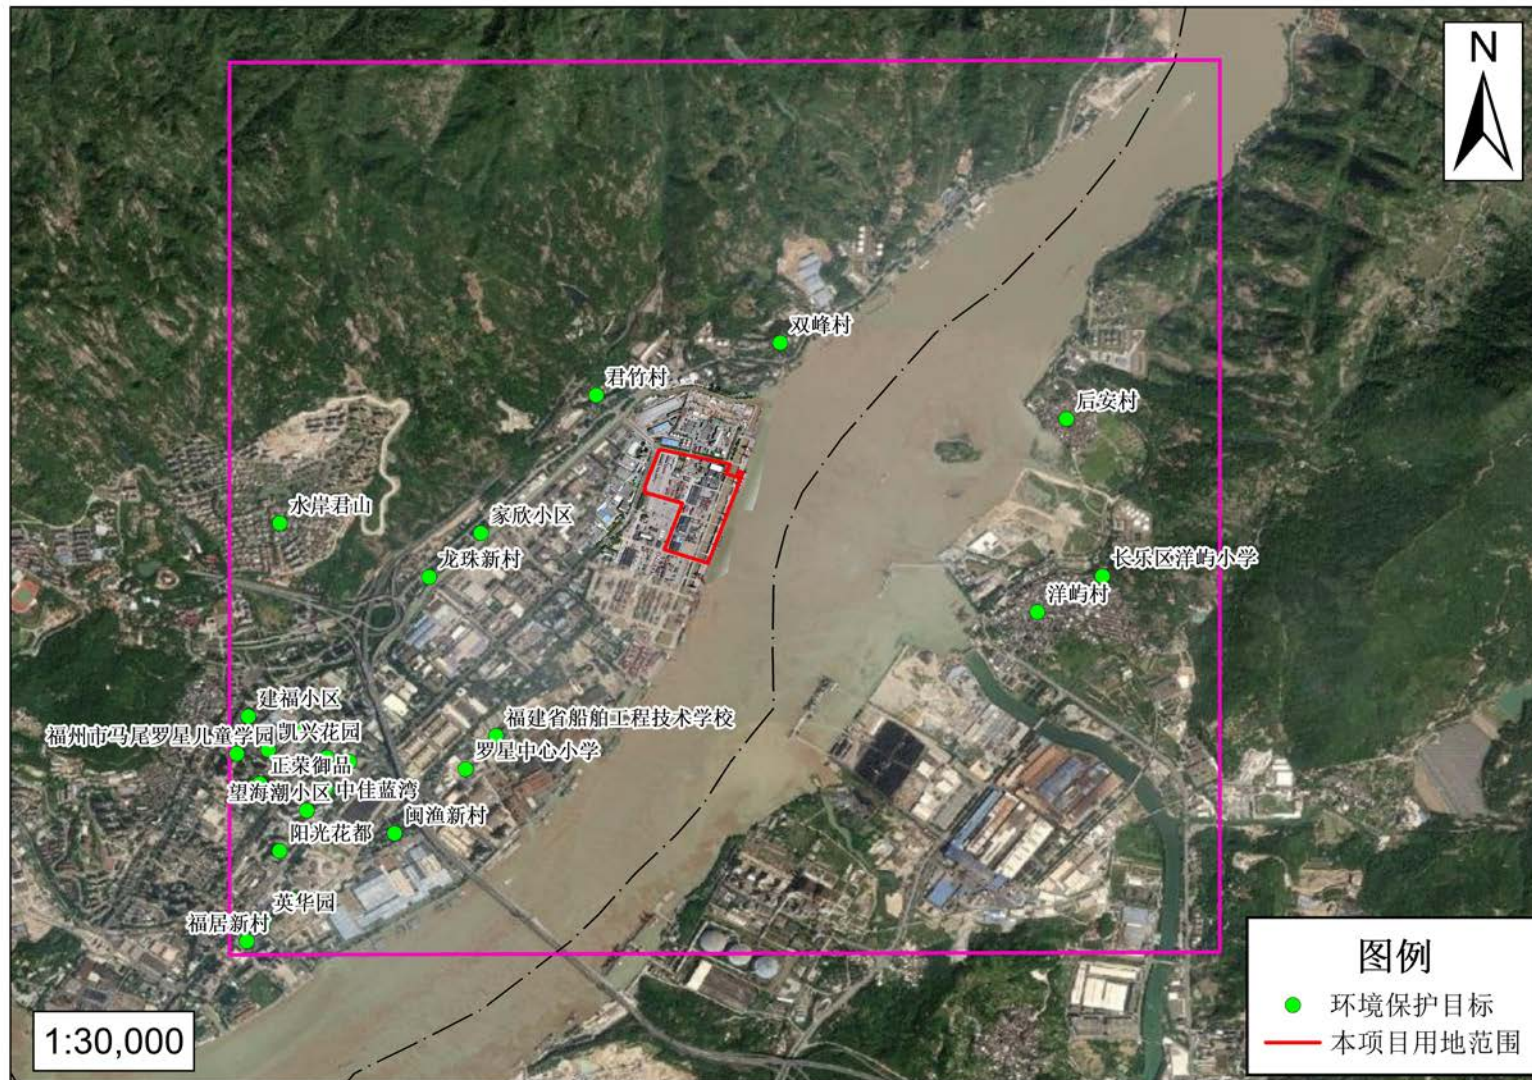 N
双峰村
君竹村
后安村
水岸君山
家欣小区
龙珠新村
长乐区洋屿小学
洋屿村
建福小区
福建省船舶工程技术学校
凯兴花园
福州市马尾罗星儿童学园
罗星中心小学
正荣御品
望海潮小区
中佳蓝湾
闽渔新村
阳光花都
英华园
福居新村
图例
环境保护目标
本项目用地范围
1:30,000